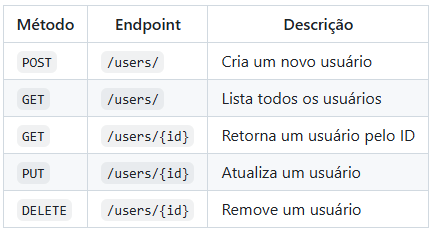 Método Endpoint Descrição
POST /users/ Cria um novo usuário
GET /users/ Lista todos os usuários
GET /users/{id} Retorna um usuário pelo ID
PUT /users/{id} Atualiza um usuário
DELETE /users/{id} Remove um usuário